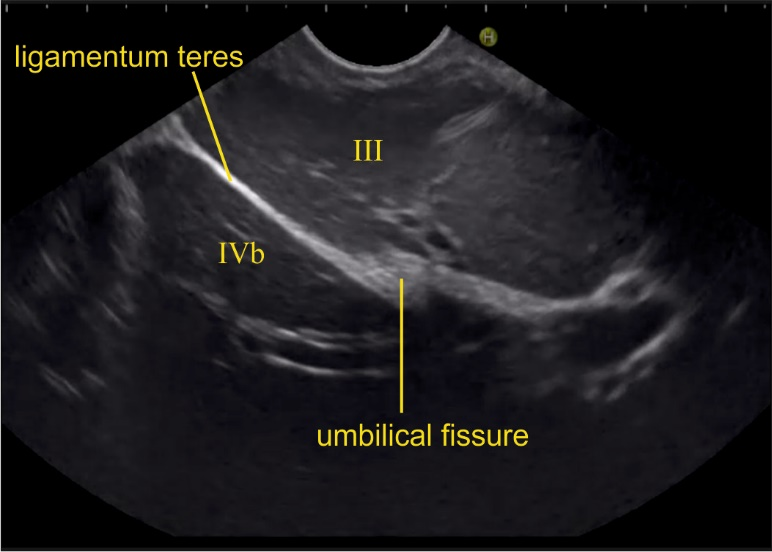 H
ligamentum teres
III
IVb
umbilical fissure